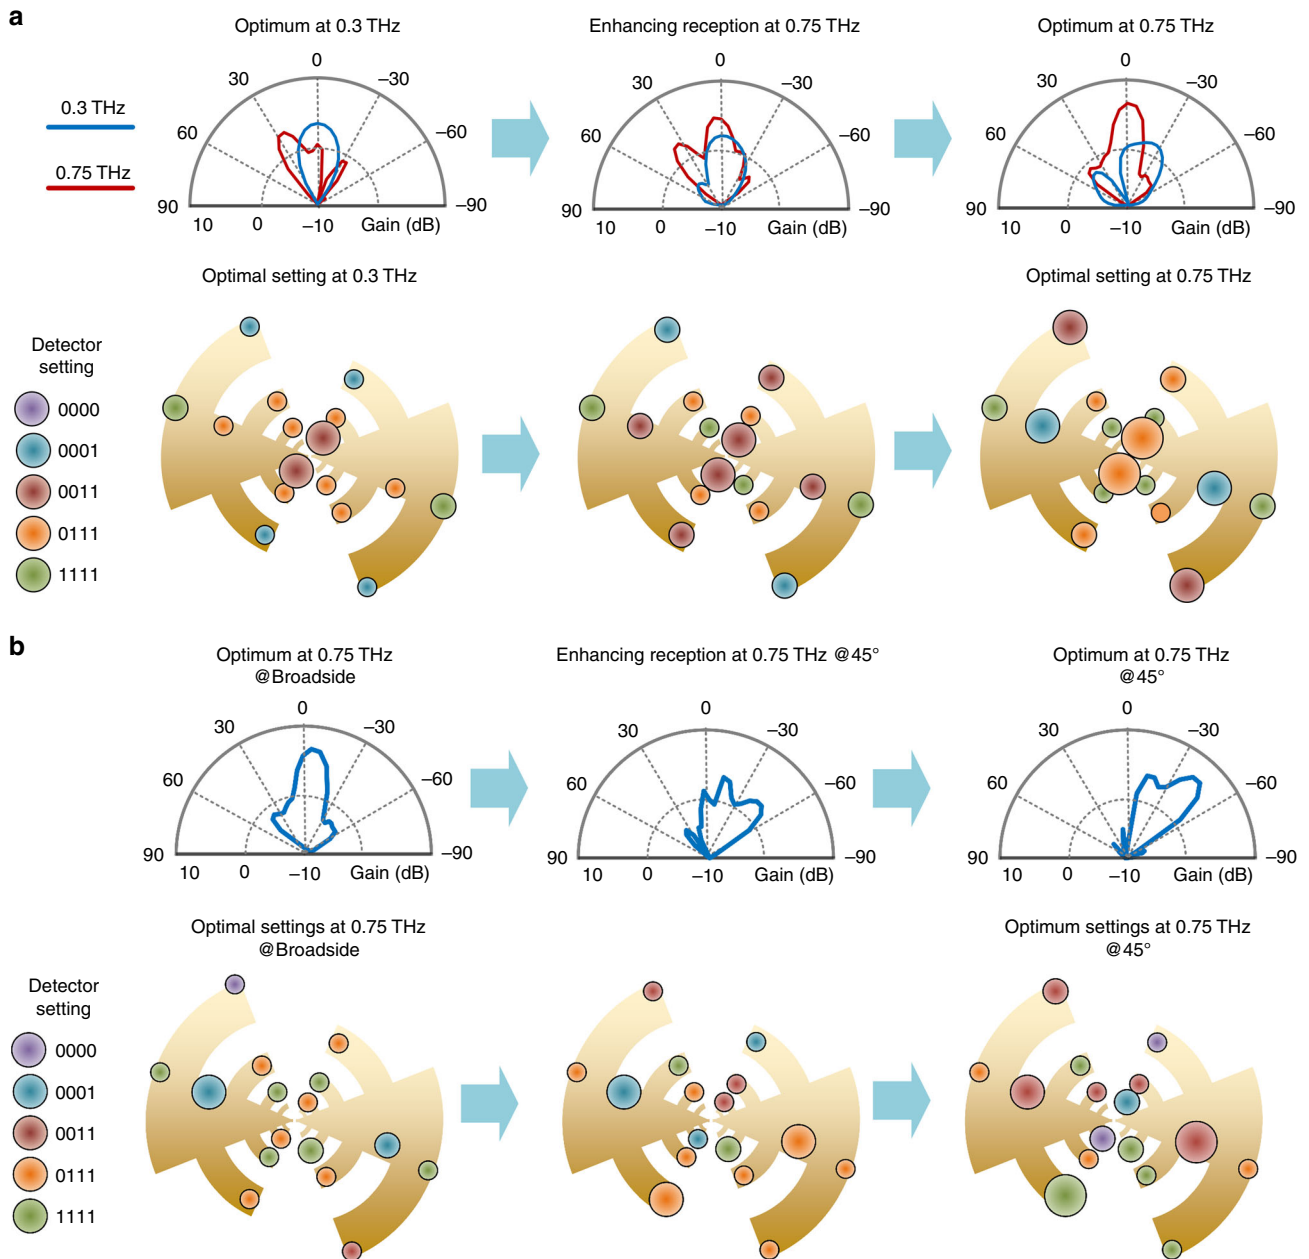 a
Optimum at 0.3 THz
Enhancing reception at 0.75 THz
Optimum at 0.75 THz
0.3 THz
0.75 THz
0
30
–30
60
–60
90
–90
10
0
–10
Gain (dB)
0
30
–30
60
–60
90
–90
10
0
–10
Gain (dB)
0
30
–30
60
–60
90
–90
10
0
–10
Gain (dB)
Optimal setting at 0.3 THz
Optimal setting at 0.75 THz
Detector
setting
0000
0001
0011
0111
1111
b
Optimum at 0.75 THz
@Broadside
Enhancing reception at 0.75 THz @45°
Optimum at 0.75 THz
@45°
0
30
–30
60
–60
90
–90
10
0
–10
Gain (dB)
0
30
–30
60
–60
90
–90
10
0
–10
Gain (dB)
0
30
–30
60
–60
90
–90
10
0
–10
Gain (dB)
Optimal settings at 0.75 THz
@Broadside
Optimum settings at 0.75 THz
@45°
Detector
setting
0000
0001
0011
0111
1111